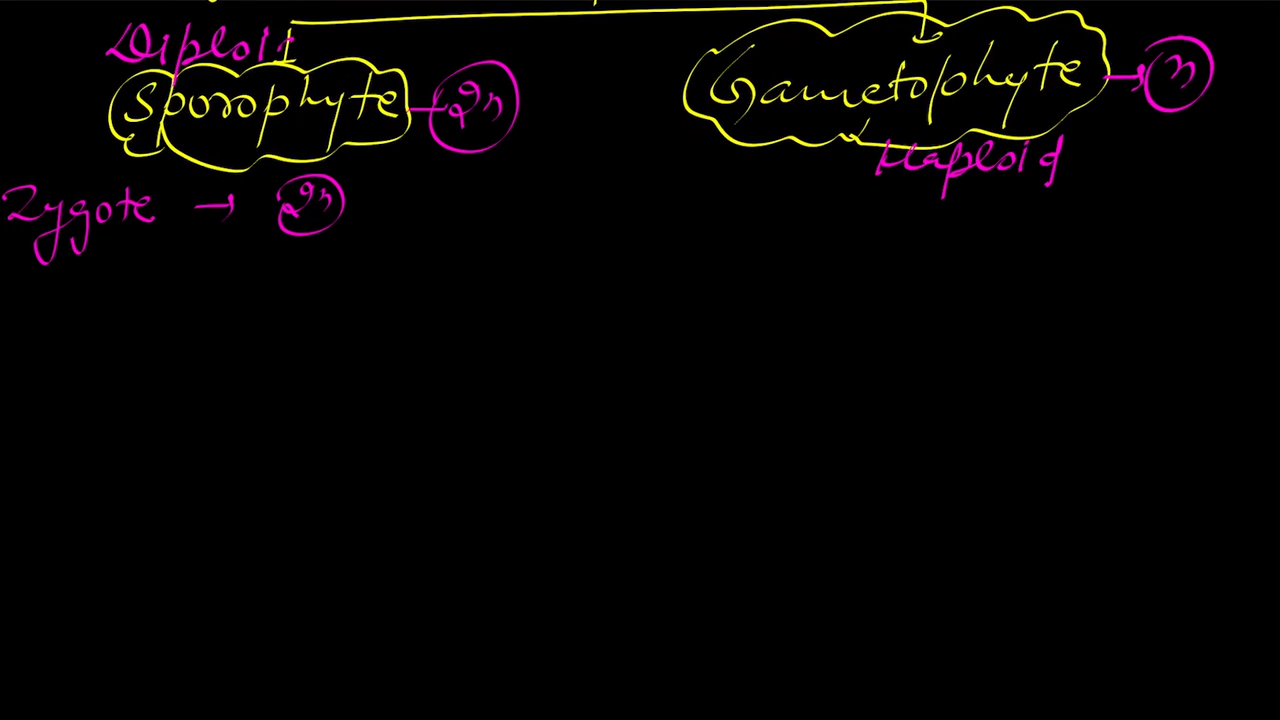 Diploid
Sporophyte → 2n
Gametophyte → n
Haploid
Zygote → 2n